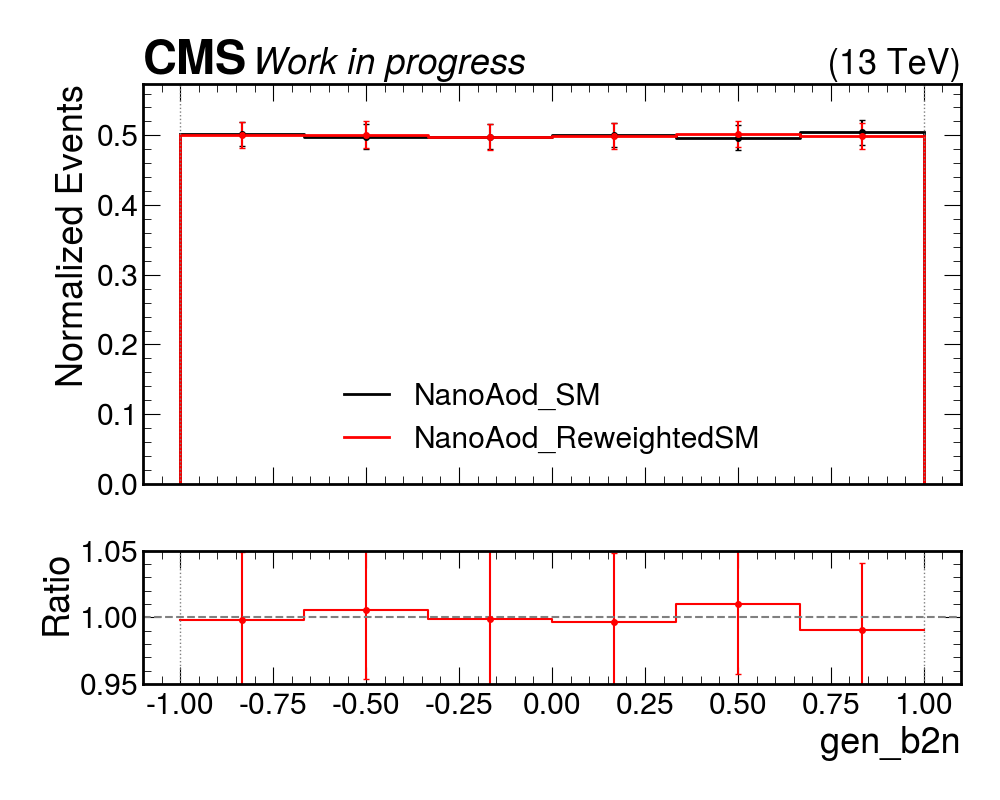 CMS Work in progress (13 TeV)
Normalized Events
0.5
0.4
0.3
0.2
0.1
0.0
NanoAod_SM
NanoAod_ReweightedSM
Ratio
1.05
1.00
0.95
-1.00 -0.75 -0.50 -0.25 0.00 0.25 0.50 0.75 1.00
gen_b2n